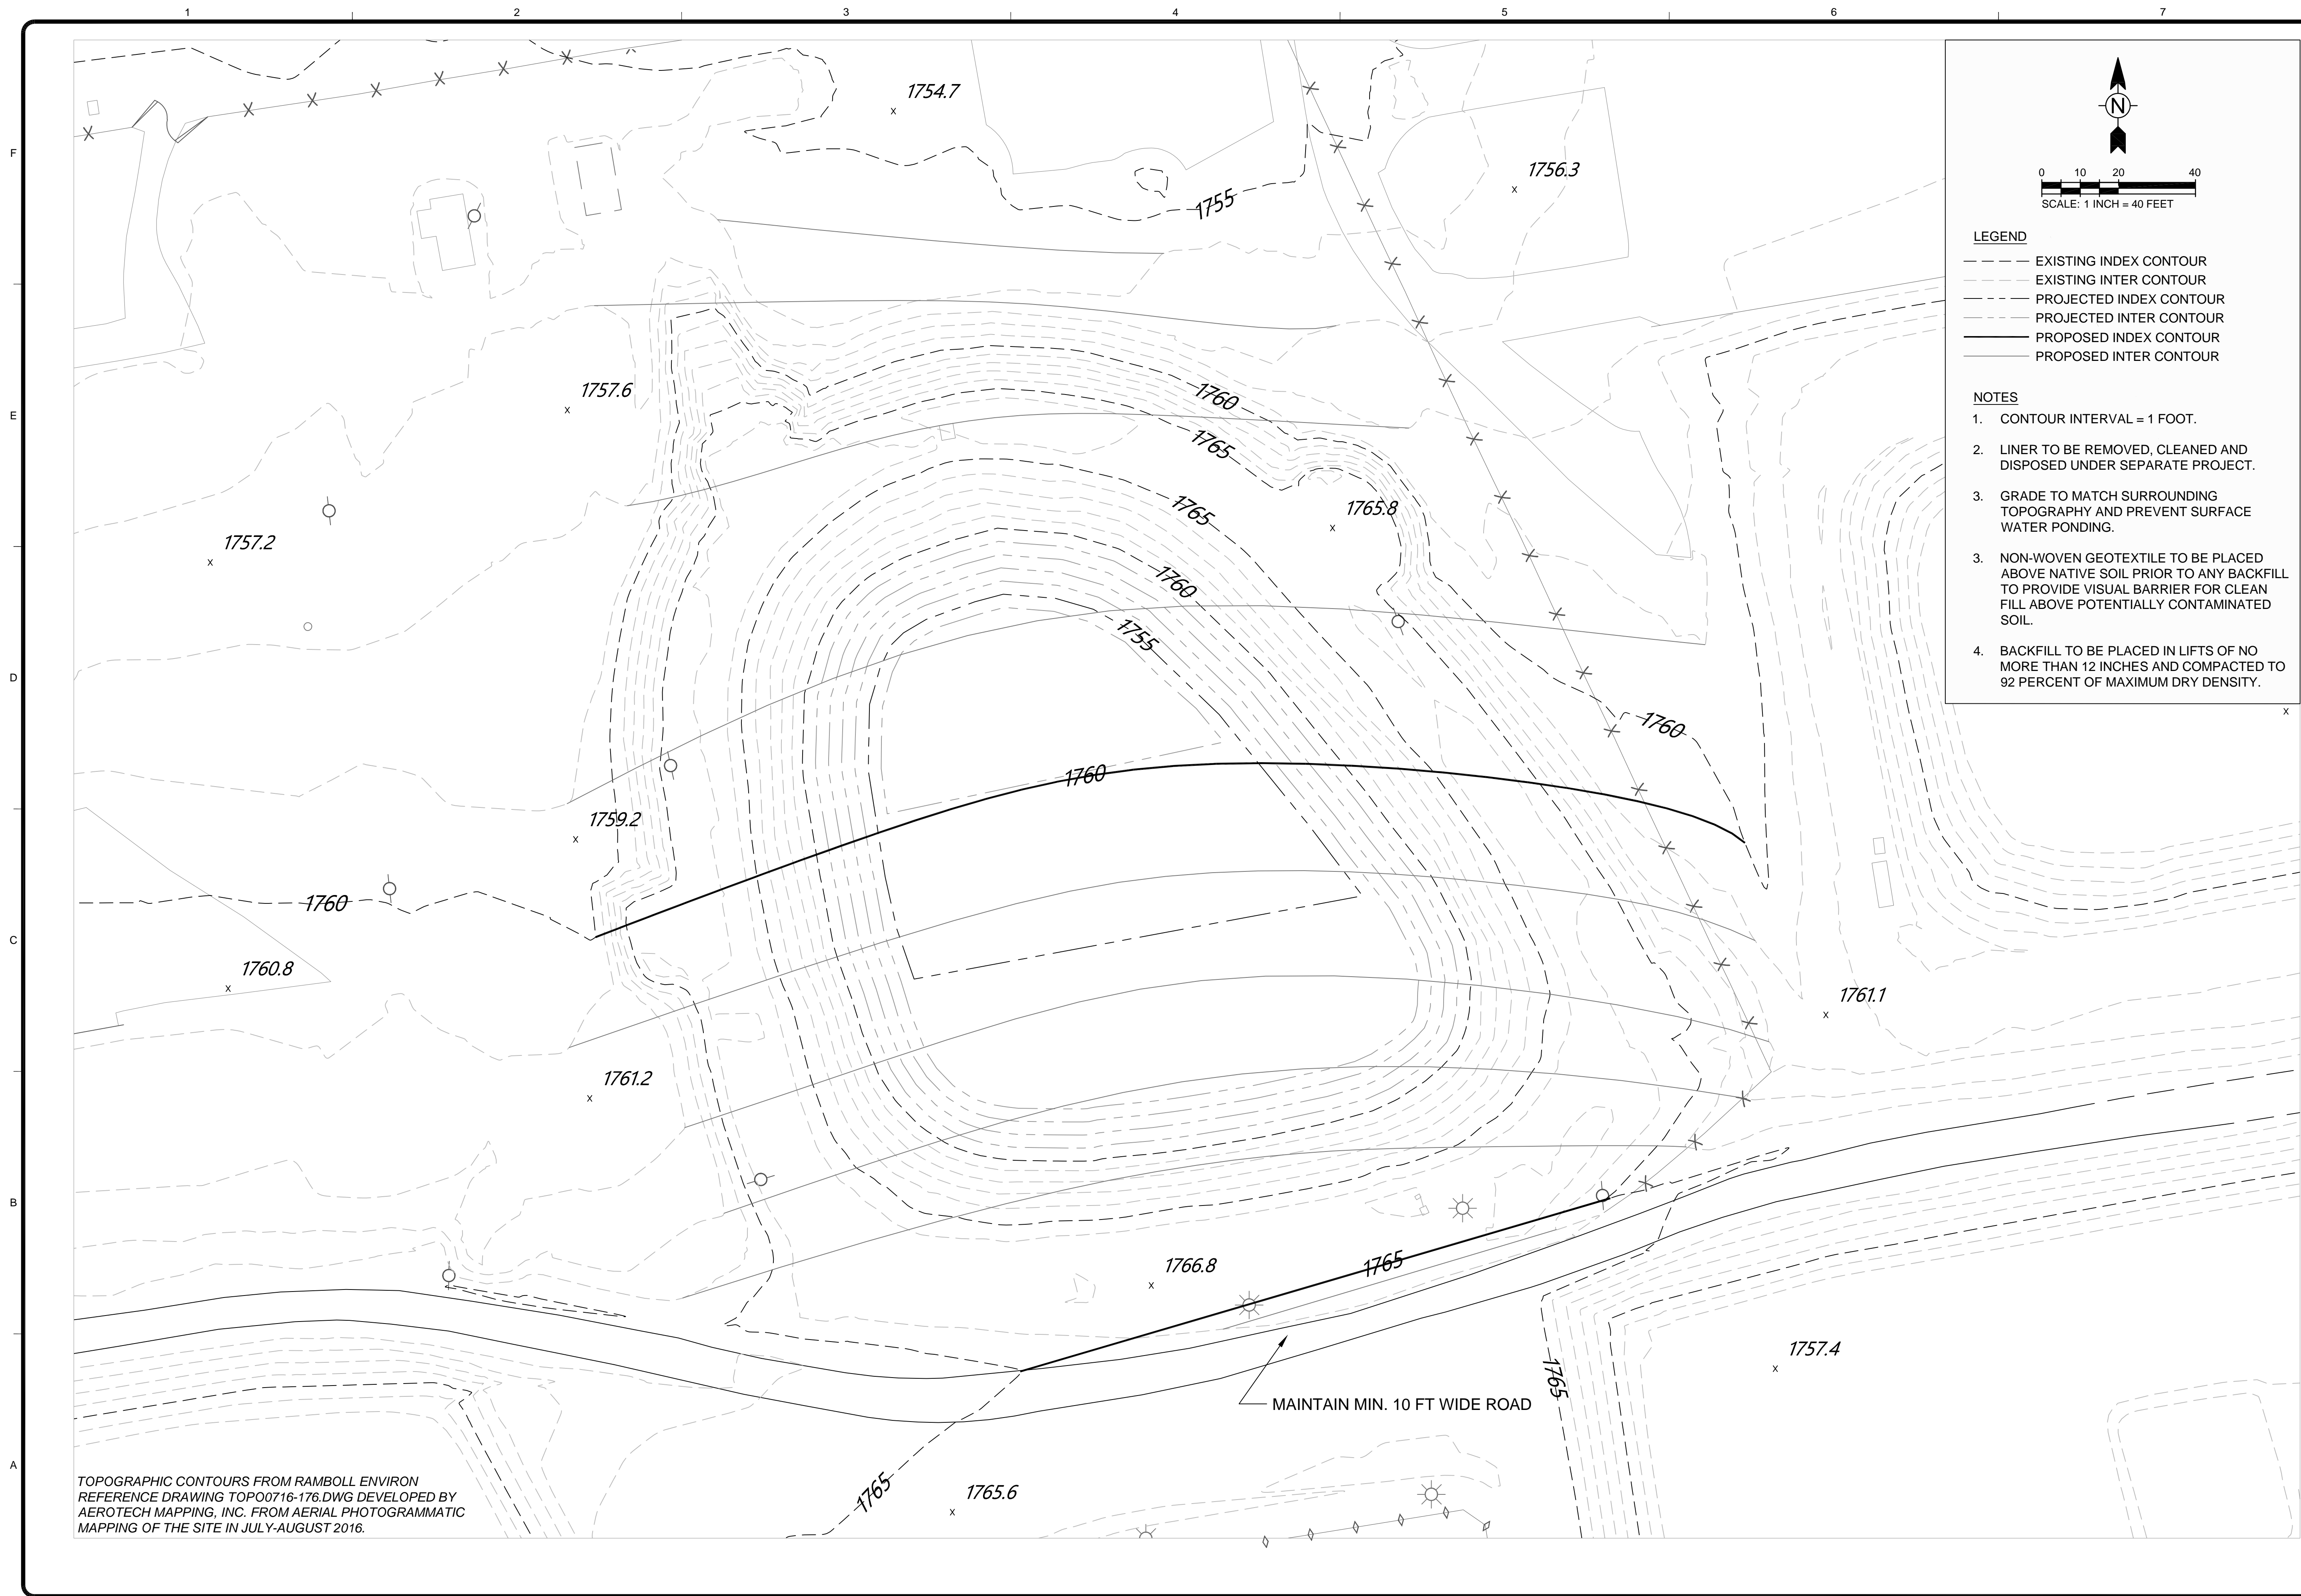 1 2 3 4 5 6 7
F
E
D
C
B
A
1754.7
1756.3
1755
1757.6
1760
1765
1765.8
1757.2
1765
1760
1755
1760
1760
1759.2
1760
1760.8
1761.1
1761.2
1766.8
1765
1757.4
1765
MAINTAIN MIN. 10 FT WIDE ROAD
1765
1765.6
N
0 10 20 40
SCALE: 1 INCH = 40 FEET
LEGEND
EXISTING INDEX CONTOUR
EXISTING INTER CONTOUR
PROJECTED INDEX CONTOUR
PROJECTED INTER CONTOUR
PROPOSED INDEX CONTOUR
PROPOSED INTER CONTOUR
NOTES
1. CONTOUR INTERVAL = 1 FOOT.
2. LINER TO BE REMOVED, CLEANED AND
DISPOSED UNDER SEPARATE PROJECT.
3. GRADE TO MATCH SURROUNDING
TOPOGRAPHY AND PREVENT SURFACE
WATER PONDING.
3. NON-WOVEN GEOTEXTILE TO BE PLACED
ABOVE NATIVE SOIL PRIOR TO ANY BACKFILL
TO PROVIDE VISUAL BARRIER FOR CLEAN
FILL ABOVE POTENTIALLY CONTAMINATED
SOIL.
4. BACKFILL TO BE PLACED IN LIFTS OF NO
MORE THAN 12 INCHES AND COMPACTED TO
92 PERCENT OF MAXIMUM DRY DENSITY.
TOPOGRAPHIC CONTOURS FROM RAMBOLL ENVIRON
REFERENCE DRAWING TOPO0716-176.DWG DEVELOPED BY
AEROTECH MAPPING, INC. FROM AERIAL PHOTOGRAMMATIC
MAPPING OF THE SITE IN JULY-AUGUST 2016.